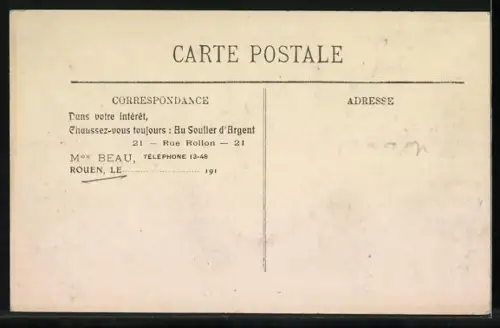 CARTE POSTALE
CORRESPONDANCE
Dans votre intérêt,
Chaussez-vous toujours : Au Soulier d'Argent
21 — Rue Rollon — 21
Mon BEAU, TÉLÉPHONE 13-48
ROUEN, LE 191
ADRESSE